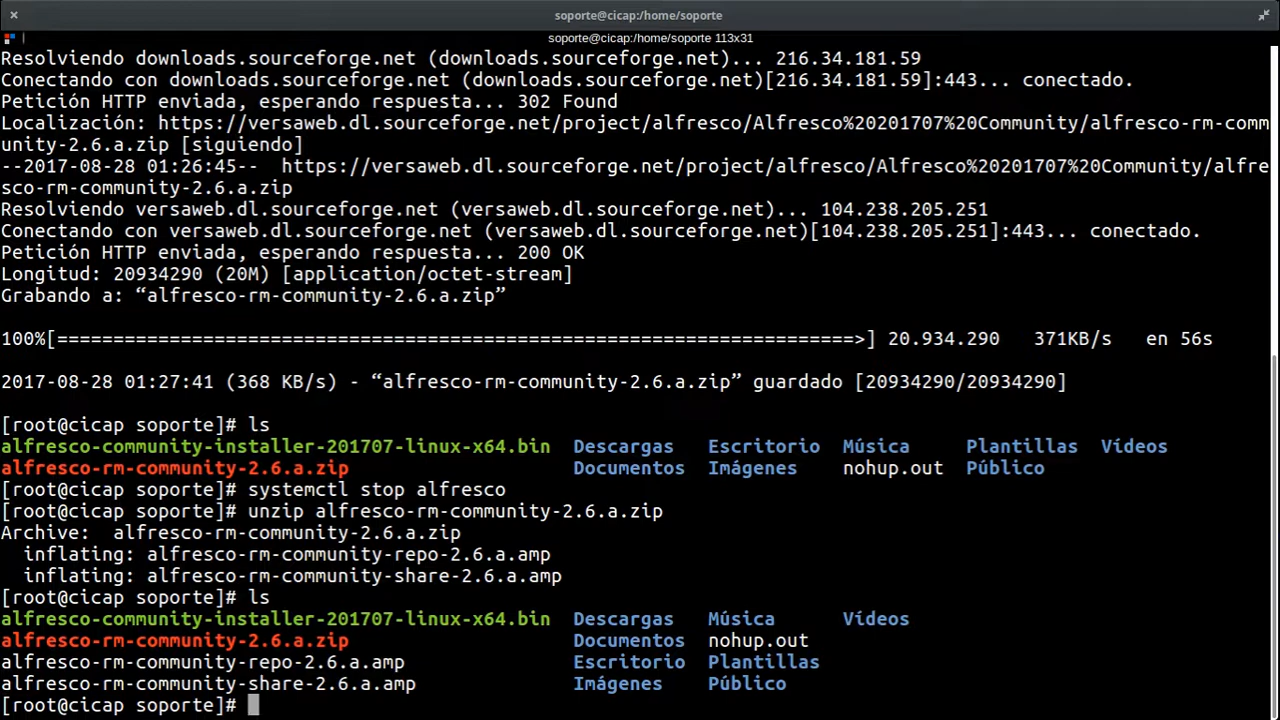 soporte@cicap:/home/soporte
soporte@cicap:/home/soporte 113x31
Resolviendo downloads.sourceforge.net (downloads.sourceforge.net)... 216.34.181.59
Conectando con downloads.sourceforge.net (downloads.sourceforge.net)[216.34.181.59]:443... conectado.
Petición HTTP enviada, esperando respuesta... 302 Found
Localización: https://versaweb.dl.sourceforge.net/project/alfresco/Alfresco%20201707%20Community/alfresco-rm-comm
unity-2.6.a.zip [siguiendo]
--2017-08-28 01:26:45--  https://versaweb.dl.sourceforge.net/project/alfresco/Alfresco%20201707%20Community/alfre
sco-rm-community-2.6.a.zip
Resolviendo versaweb.dl.sourceforge.net (versaweb.dl.sourceforge.net)... 104.238.205.251
Conectando con versaweb.dl.sourceforge.net (versaweb.dl.sourceforge.net)[104.238.205.251]:443... conectado.
Petición HTTP enviada, esperando respuesta... 200 OK
Longitud: 20934290 (20M) [application/octet-stream]
Grabando a: “alfresco-rm-community-2.6.a.zip”
100%[=======================================================================>] 20.934.290   371KB/s   en 56s
2017-08-28 01:27:41 (368 KB/s) - “alfresco-rm-community-2.6.a.zip” guardado [20934290/20934290]
[root@cicap soporte]# ls
alfresco-community-installer-201707-linux-x64.bin  Descargas   Escritorio  Música     Plantillas  Vídeos
alfresco-rm-community-2.6.a.zip                    Documentos  Imágenes    nohup.out  Público
[root@cicap soporte]# systemctl stop alfresco
[root@cicap soporte]# unzip alfresco-rm-community-2.6.a.zip
Archive:  alfresco-rm-community-2.6.a.zip
  inflating: alfresco-rm-community-repo-2.6.a.amp
  inflating: alfresco-rm-community-share-2.6.a.amp
[root@cicap soporte]# ls
alfresco-community-installer-201707-linux-x64.bin  Descargas   Música      Vídeos
alfresco-rm-community-2.6.a.zip                    Documentos  nohup.out
alfresco-rm-community-repo-2.6.a.amp               Escritorio  Plantillas
alfresco-rm-community-share-2.6.a.amp              Imágenes    Público
[root@cicap soporte]#